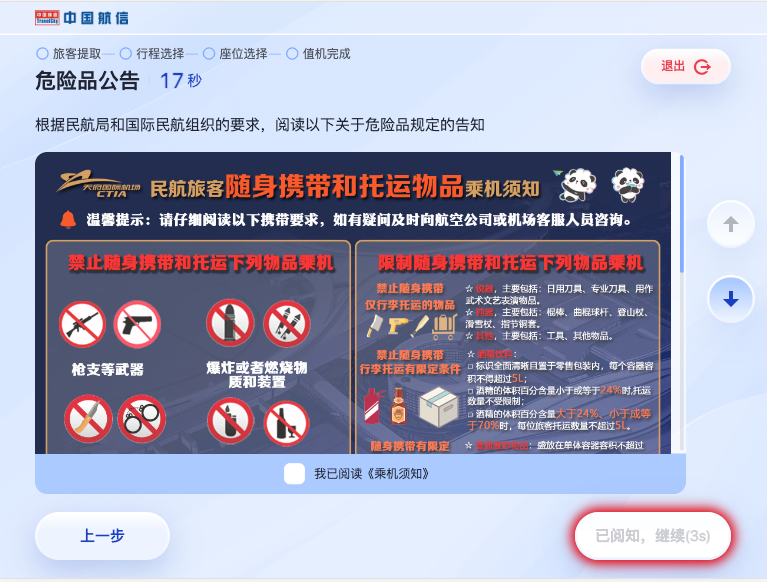 中国航信
TravelSky
旅客提取
行程选择
座位选择
值机完成
危险品公告
17秒
退出
根据民航局和国际民航组织的要求，阅读以下关于危险品规定的告知
天府国际机场
CTIA
民航旅客随身携带和托运物品乘机须知
温馨提示：请仔细阅读以下携带要求，如有疑问及时向航空公司或机场客服人员咨询。
禁止随身携带和托运下列物品乘机
枪支等武器
爆炸或者燃烧物
质和装置
限制随身携带和托运下列物品乘机
禁止随身携带
仅行李托运的物品
☆ 锐器，主要包括：日用刀具、专业刀具、用作
武术文艺表演物品。
☆ 钝器，主要包括：棍棒、曲棍球杆、登山杖、
滑雪杖、指节铜套。
☆ 其他，主要包括：工具、其他物品。
禁止随身携带
行李托运有限定条件
☆ 酒精饮料：
□ 标识全面清晰且置于零售包装内，每个容器容
积不得超过5L；
□ 酒精的体积百分含量小于或等于24%时,托运
数量不受限制；
□ 酒精的体积百分含量大于24%、小于或等
于70%时，每位旅客托运数量不超过5L。
随身携带有限定
：盛放在单体容器容积不超过
我已阅读《乘机须知》
上一步
已阅知，继续(3s)